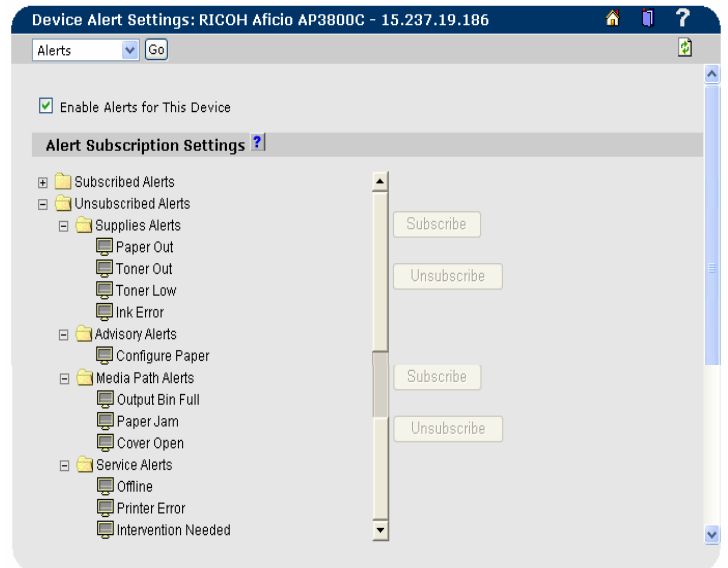 Device Alert Settings: RICOH Aficio AP3800C - 15.237.19.186 ?
Alerts Go
Enable Alerts for This Device
Alert Subscription Settings ?
Subscribed Alerts
Unsubscribed Alerts
Supplies Alerts
Subscribe
Paper Out
Toner Out
Unsubscribe
Toner Low
Ink Error
Advisory Alerts
Configure Paper
Media Path Alerts
Subscribe
Output Bin Full
Paper Jam
Unsubscribe
Cover Open
Service Alerts
Offline
Printer Error
Intervention Needed